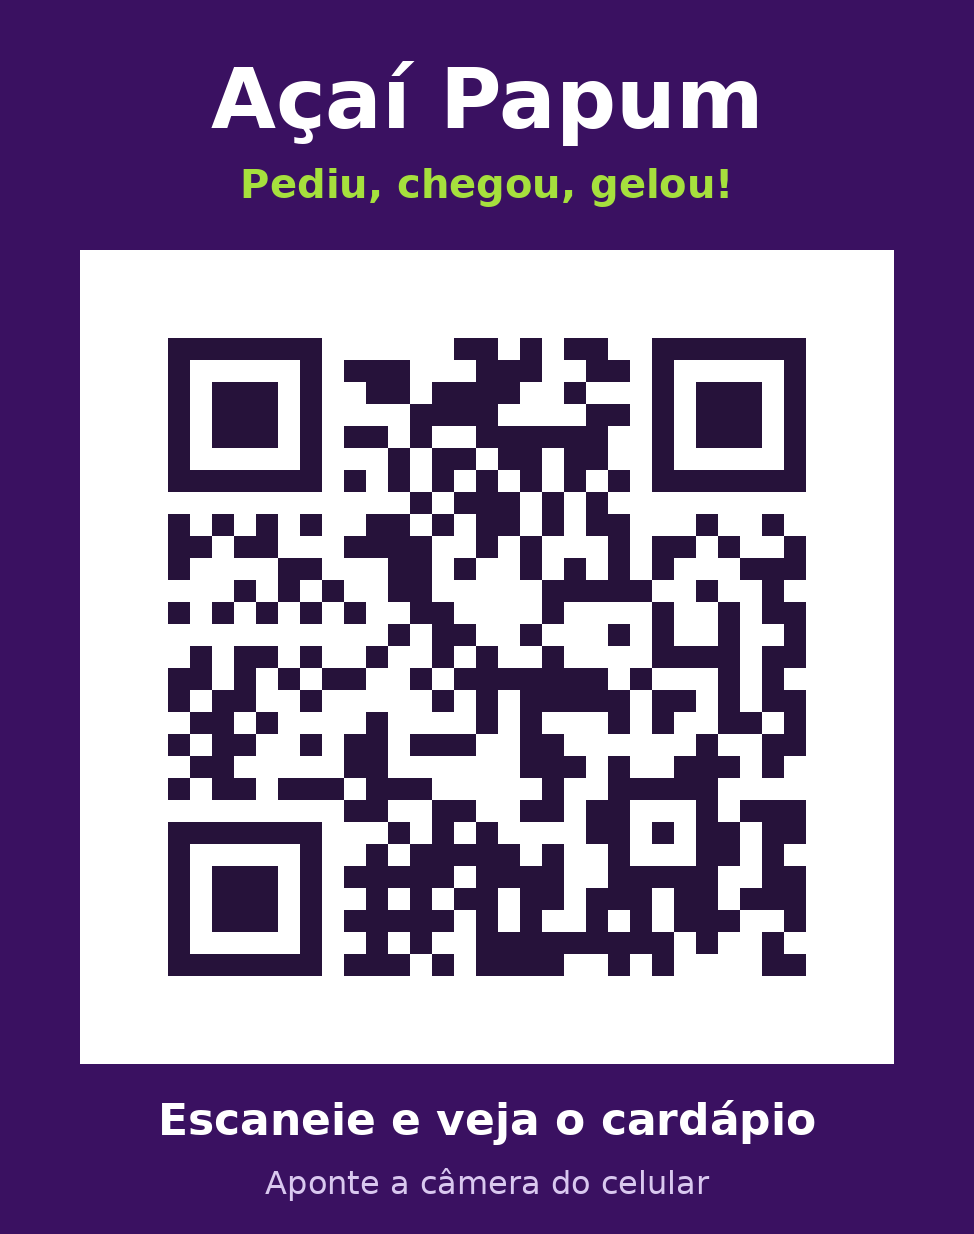 Açaí Papum
Pediu, chegou, gelou!
Escaneie e veja o cardápio
Aponte a câmera do celular